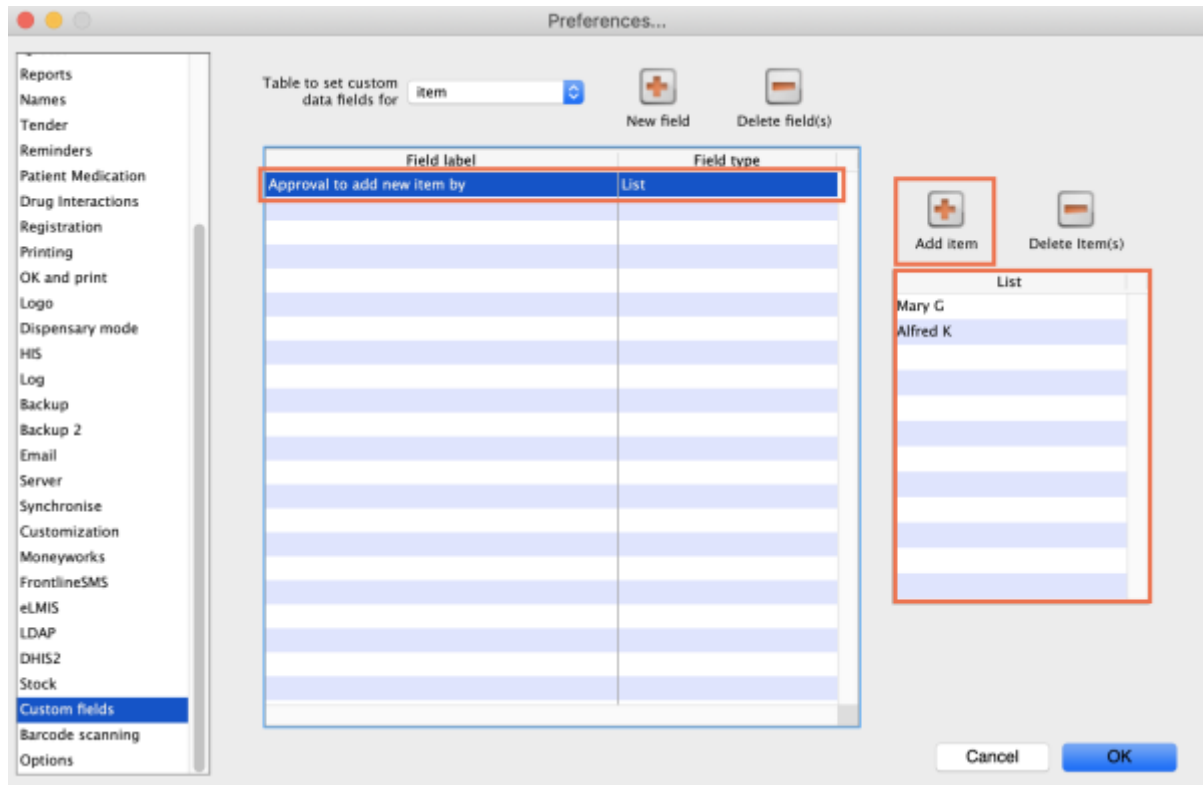 Preferences...
Reports
Names
Tender
Reminders
Patient Medication
Drug Interactions
Registration
Printing
OK and print
Logo
Dispensary mode
HIS
Log
Backup
Backup 2
Email
Server
Synchronise
Customization
Moneyworks
FrontlineSMS
eLMIS
LDAP
DHIS2
Stock
Custom fields
Barcode scanning
Options
Table to set custom
data fields for
item
New field
Delete field(s)
Field label Field type
Approval to add new item by List
Add item
Delete Item(s)
List
Mary G
Alfred K
Cancel
OK